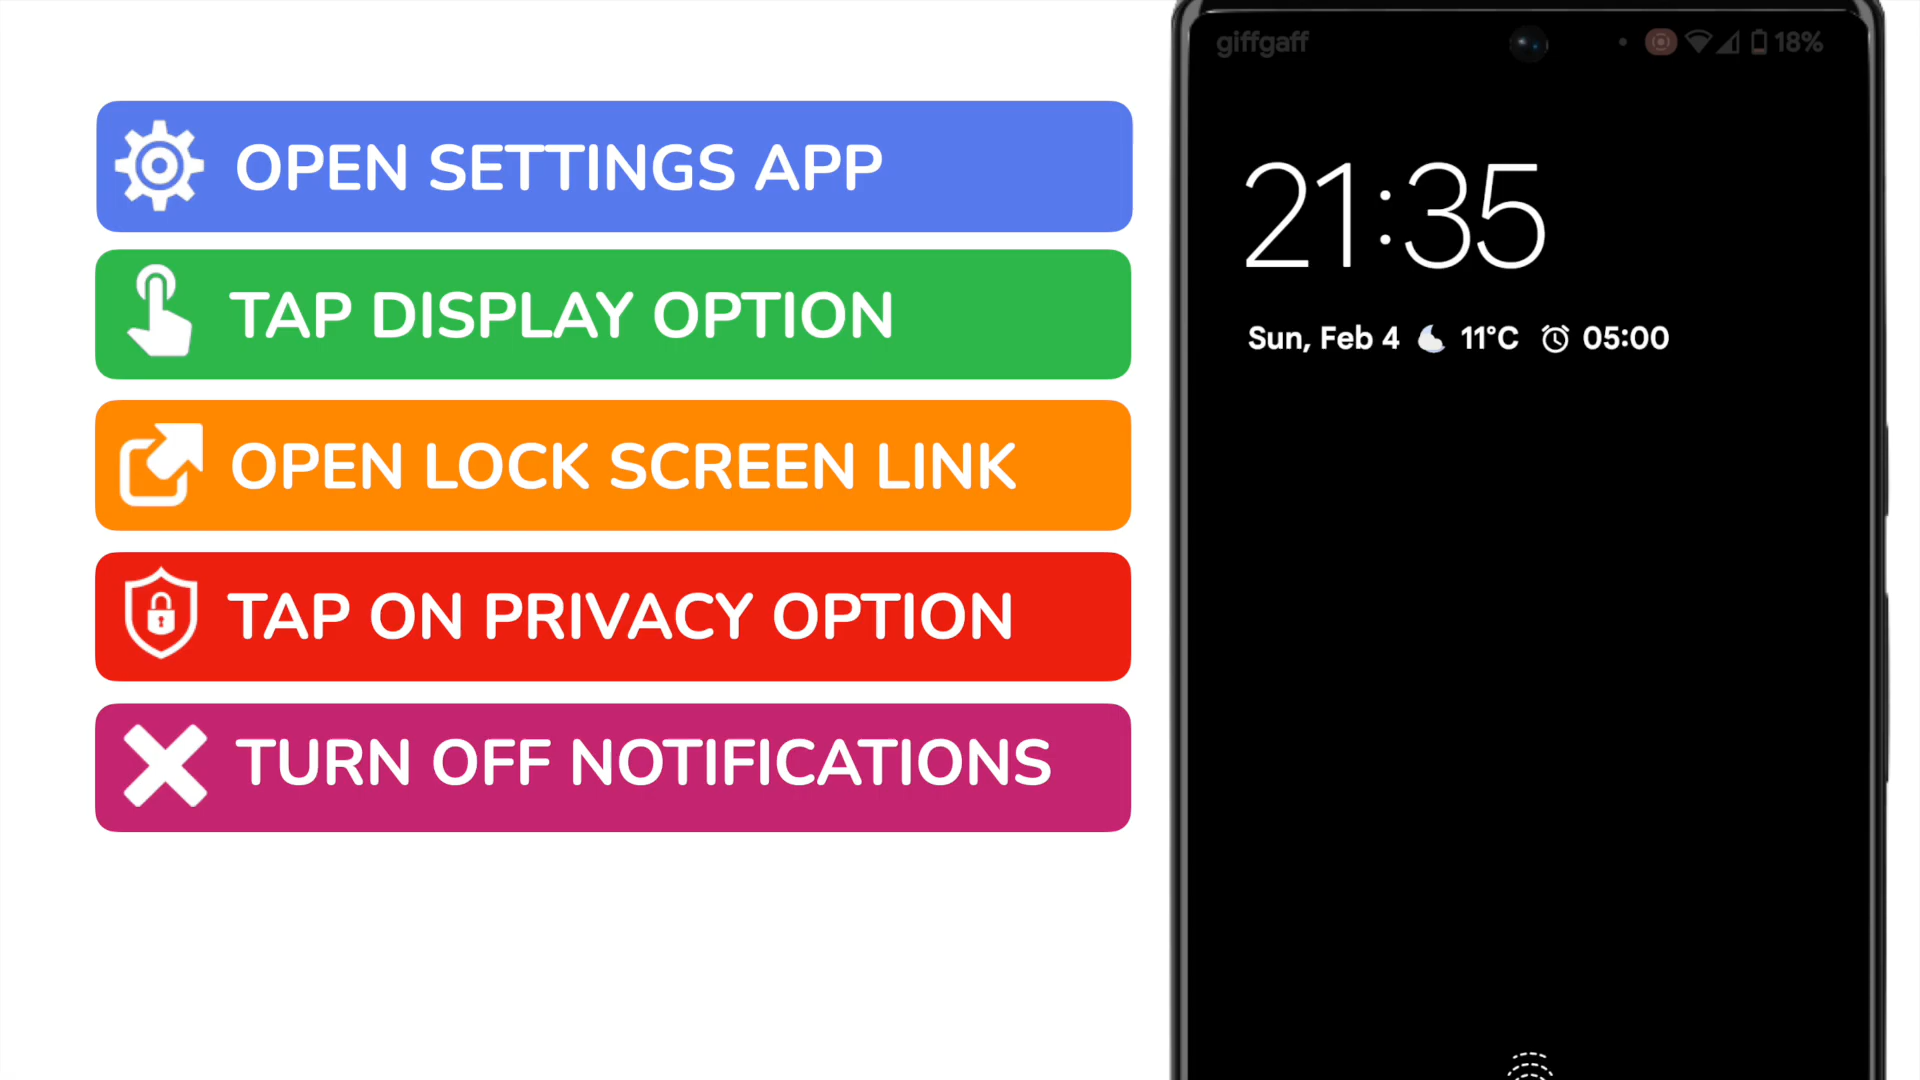 OPEN SETTINGS APP
TAP DISPLAY OPTION
OPEN LOCK SCREEN LINK
TAP ON PRIVACY OPTION
TURN OFF NOTIFICATIONS
giffgaff 18%
21:35
Sun, Feb 4 11°C 05:00